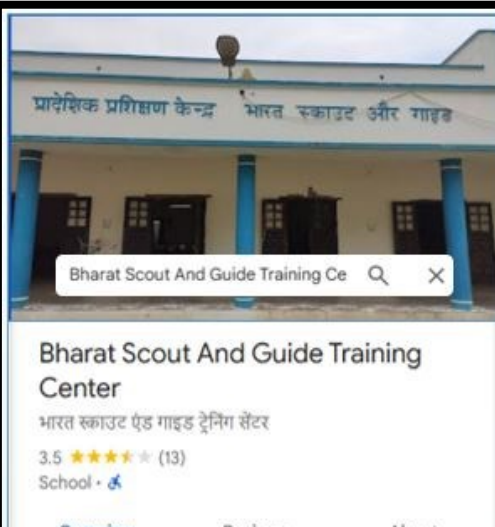 प्रादेशिक प्रशिक्षण केन्द्र भारत स्काउट और गाइड
Bharat Scout And Guide Training Ce
Bharat Scout And Guide Training
Center
भारत स्काउट एंड गाइड ट्रेनिंग सेंटर
3.5 (13)
School